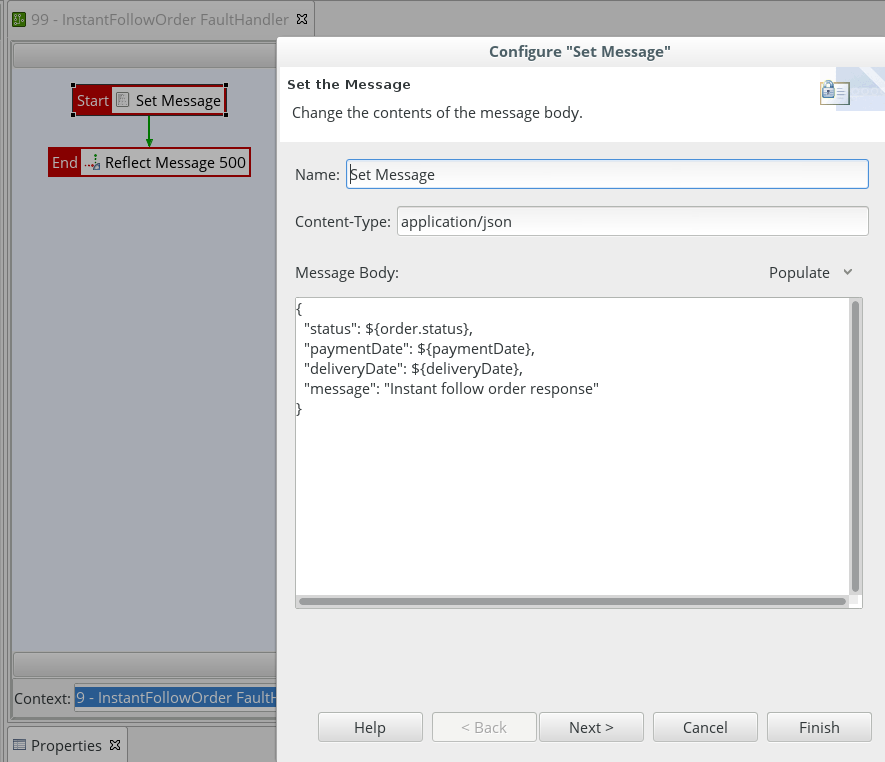 99 - InstantFollowOrder FaultHandler
Configure "Set Message"
Set the Message
Change the contents of the message body.
Start Set Message
End Reflect Message 500
Name: Set Message
Content-Type: application/json
Message Body:
Populate
{
"status": ${order.status},
"paymentDate": ${paymentDate},
"deliveryDate": ${deliveryDate},
"message": "Instant follow order response"
}
Context: 9 - InstantFollowOrder FaultH
Help
< Back
Next >
Cancel
Finish
Properties